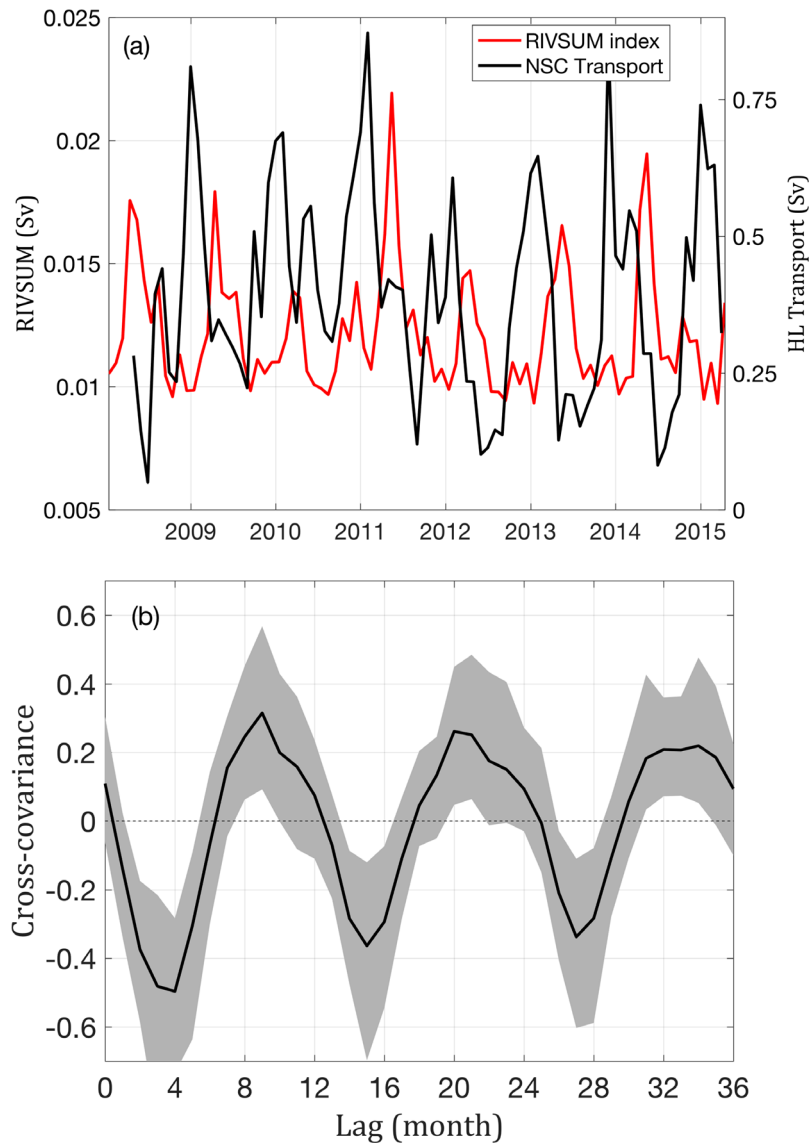 (a)
RIVSUM index
NSC Transport
0.025
0.02
0.015
0.01
0.005
RIVSUM (Sv)
0.75
0.5
0.25
0
HL Transport (Sv)
2009 2010 2011 2012 2013 2014 2015
(b)
0.6
0.4
0.2
0
-0.2
-0.4
-0.6
Cross-covariance
0 4 8 12 16 20 24 28 32 36
Lag (month)